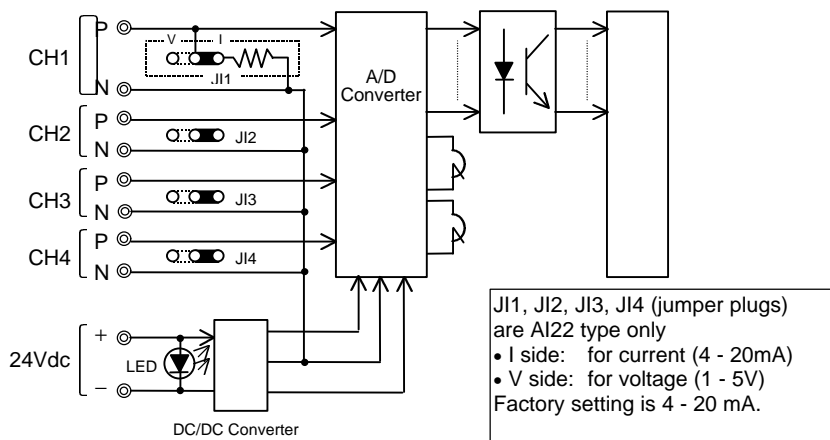 CH1
P
V I
JI1
N
A/D
Converter
CH2
P
N
JI2
CH3
P
N
JI3
CH4
P
N
JI4
24Vdc
+
−
LED
DC/DC Converter
JI1, JI2, JI3, JI4 (jumper plugs)
are AI22 type only
• I side: for current (4 - 20mA)
• V side: for voltage (1 - 5V)
Factory setting is 4 - 20 mA.